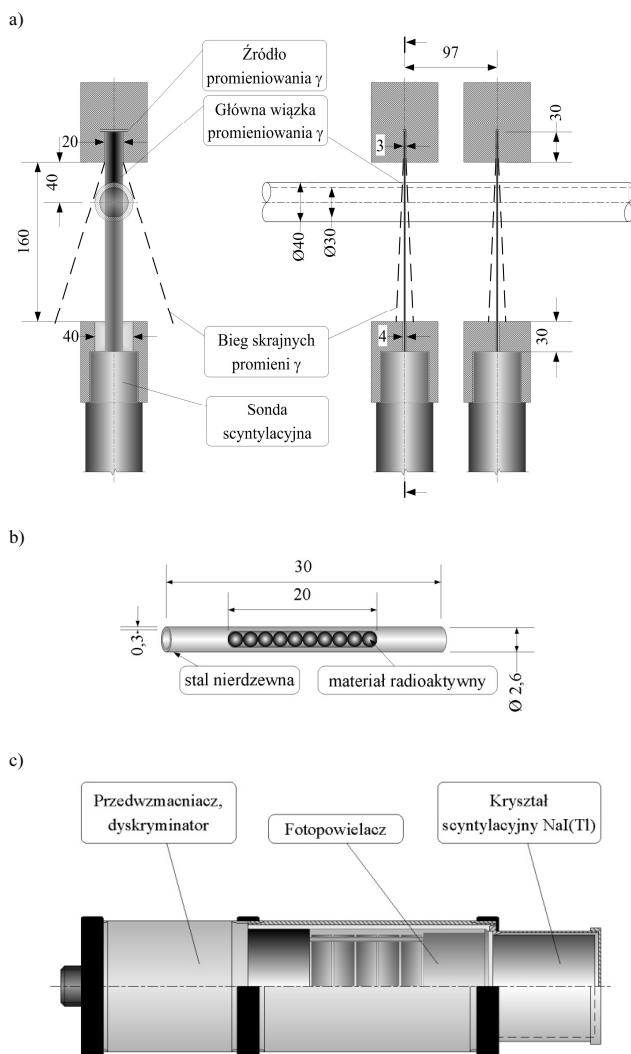 a)
Źródło
promieniowania γ
Główna wiązka
promieniowania γ
20
40
160
40
Bieg skrajnych
promieni γ
Sonda
scyntylacyjna
97
30
3
Ø40
Ø30
4
30
b)
30
20
0,3
stal nierdzewna
materiał radioaktywny
Ø 2,6
c)
Przedwzmacniacz,
dyskryminator
Fotopowielacz
Kryształ
scyntylacyjny NaI(Tl)